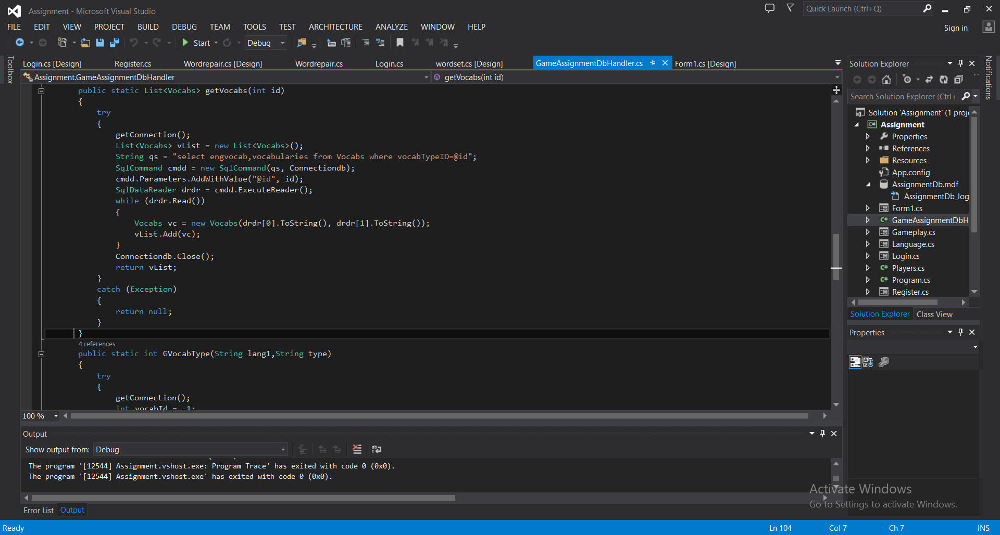 Assignment - Microsoft Visual Studio
Quick Launch (Ctrl+Q)
FILE EDIT VIEW PROJECT BUILD DEBUG TEAM TOOLS TEST ARCHITECTURE ANALYZE WINDOW HELP
Sign in
Start Debug
Toolbox
Login.cs [Design] Register.cs Wordrepair.cs [Design] Wordrepair.cs Login.cs wordset.cs [Design] GameAssignmentDbHandler.cs Form1.cs [Design]
Assignment.GameAssignmentDbHandler getVocabs(int id)
public static List<Vocabs> getVocabs(int id)
{
try
{
getConnection();
List<Vocabs> vList = new List<Vocabs>();
String qs = "select engvocab,vocabularies from Vocabs where vocabTypeID=@id";
SqlCommand cmdd = new SqlCommand(qs, Connectiondb);
cmdd.Parameters.AddWithValue("@id", id);
SqlDataReader drdr = cmdd.ExecuteReader();
while (drdr.Read())
{
Vocabs vc = new Vocabs(drdr[0].ToString(), drdr[1].ToString());
vList.Add(vc);
}
Connectiondb.Close();
return vList;
}
catch (Exception)
{
return null;
}
}
4 references
public static int GVocabType(String lang1,String type)
{
try
{
getConnection();
int vocabId = -1;
100 %
Output
Show output from: Debug
The program '[12544] Assignment.vshost.exe: Program Trace' has exited with code 0 (0x0).
The program '[12544] Assignment.vshost.exe' has exited with code 0 (0x0).
Error List Output
Solution Explorer
Search Solution Explorer (Ctrl+
Solution 'Assignment' (1 proj
C# Assignment
Properties
References
Resources
App.config
AssignmentDb.mdf
AssignmentDb_log
Form1.cs
C# GameAssignmentDbH
Gameplay.cs
Language.cs
Login.cs
C# Players.cs
C# Program.cs
Register.cs
Solution Explorer Class View
Properties
Notifications
Activate Windows
Go to Settings to activate Windows.
Ready Ln 104 Col 7 Ch 7 INS